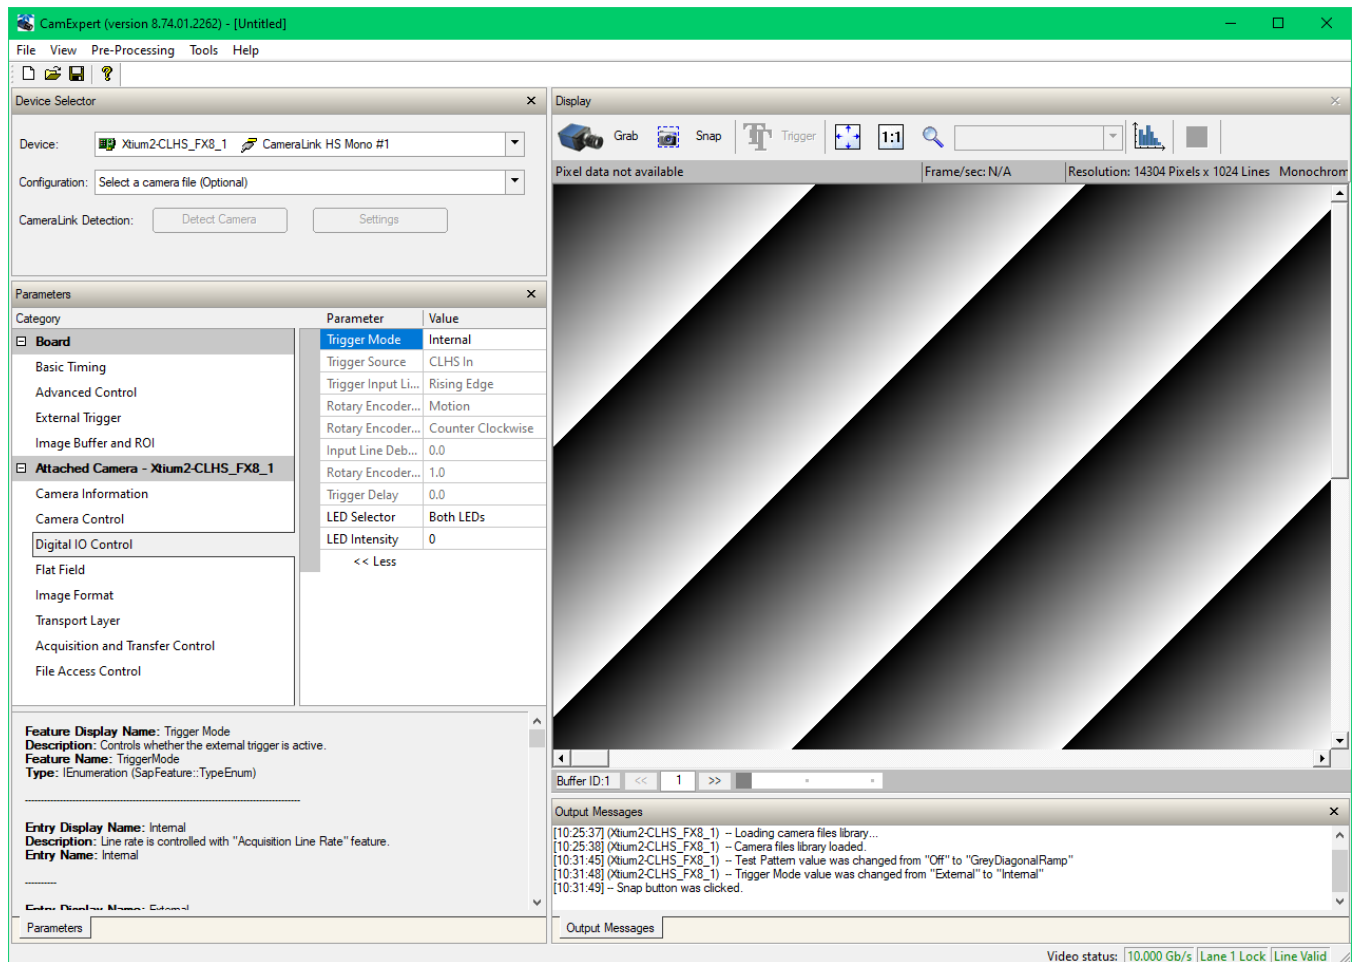 CamExpert (version 8.74.01.2262) - [Untitled]
File View Pre-Processing Tools Help
Device Selector
Device: Xtium2-CLHS_FX8_1 CameraLink HS Mono #1
Configuration: Select a camera file (Optional)
CameraLink Detection: Detect Camera Settings
Parameters
Category
Board
Basic Timing
Advanced Control
External Trigger
Image Buffer and ROI
Attached Camera - Xtium2-CLHS_FX8_1
Camera Information
Camera Control
Digital IO Control
Flat Field
Image Format
Transport Layer
Acquisition and Transfer Control
File Access Control
Parameter Value
Trigger Mode Internal
Trigger Source CLHS In
Trigger Input Li... Rising Edge
Rotary Encoder... Motion
Rotary Encoder... Counter Clockwise
Input Line Deb... 0.0
Rotary Encoder... 1.0
Trigger Delay 0.0
LED Selector Both LEDs
LED Intensity 0
<< Less
Feature Display Name: Trigger Mode
Description: Controls whether the external trigger is active.
Feature Name: TriggerMode
Type: IEnumeration (SapFeature::TypeEnum)
Entry Display Name: Internal
Description: Line rate is controlled with "Acquisition Line Rate" feature.
Entry Name: Internal
Entry Display Name: External
Parameters
Display
Grab Snap Trigger 1:1
Pixel data not available Frame/sec: N/A Resolution: 14304 Pixels x 1024 Lines Monochrom
Buffer ID:1 << 1 >>
Output Messages
[10:25:37] (Xtium2-CLHS_FX8_1) -- Loading camera files library...
[10:25:38] (Xtium2-CLHS_FX8_1) -- Camera files library loaded.
[10:31:45] (Xtium2-CLHS_FX8_1) -- Test Pattern value was changed from "Off" to "GreyDiagonalRamp"
[10:31:48] (Xtium2-CLHS_FX8_1) -- Trigger Mode value was changed from "External" to "Internal"
[10:31:49] -- Snap button was clicked.
Output Messages
Video status: 10.000 Gb/s Lane 1 Lock Line Valid